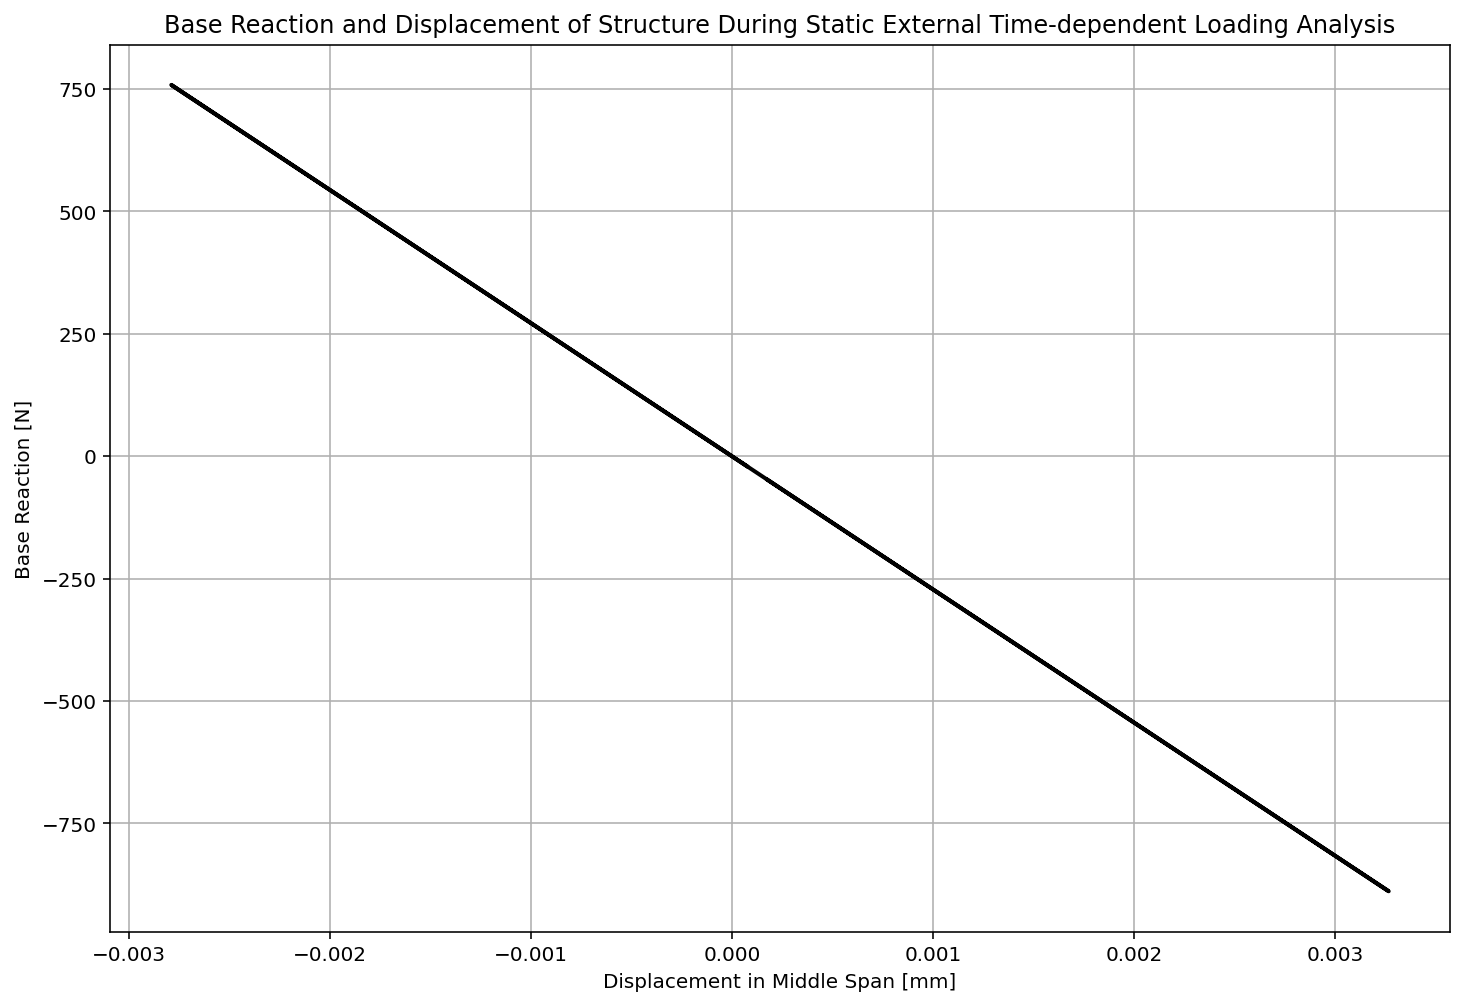 Base Reaction and Displacement of Structure During Static External Time-dependent Loading Analysis
750
500
250
0
−250
−500
−750
Base Reaction [N]
−0.003 −0.002 −0.001 0.000 0.001 0.002 0.003
Displacement in Middle Span [mm]